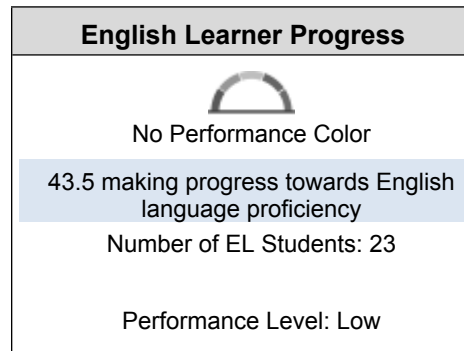 English Learner Progress
No Performance Color
43.5 making progress towards English
language proficiency
Number of EL Students: 23
Performance Level: Low